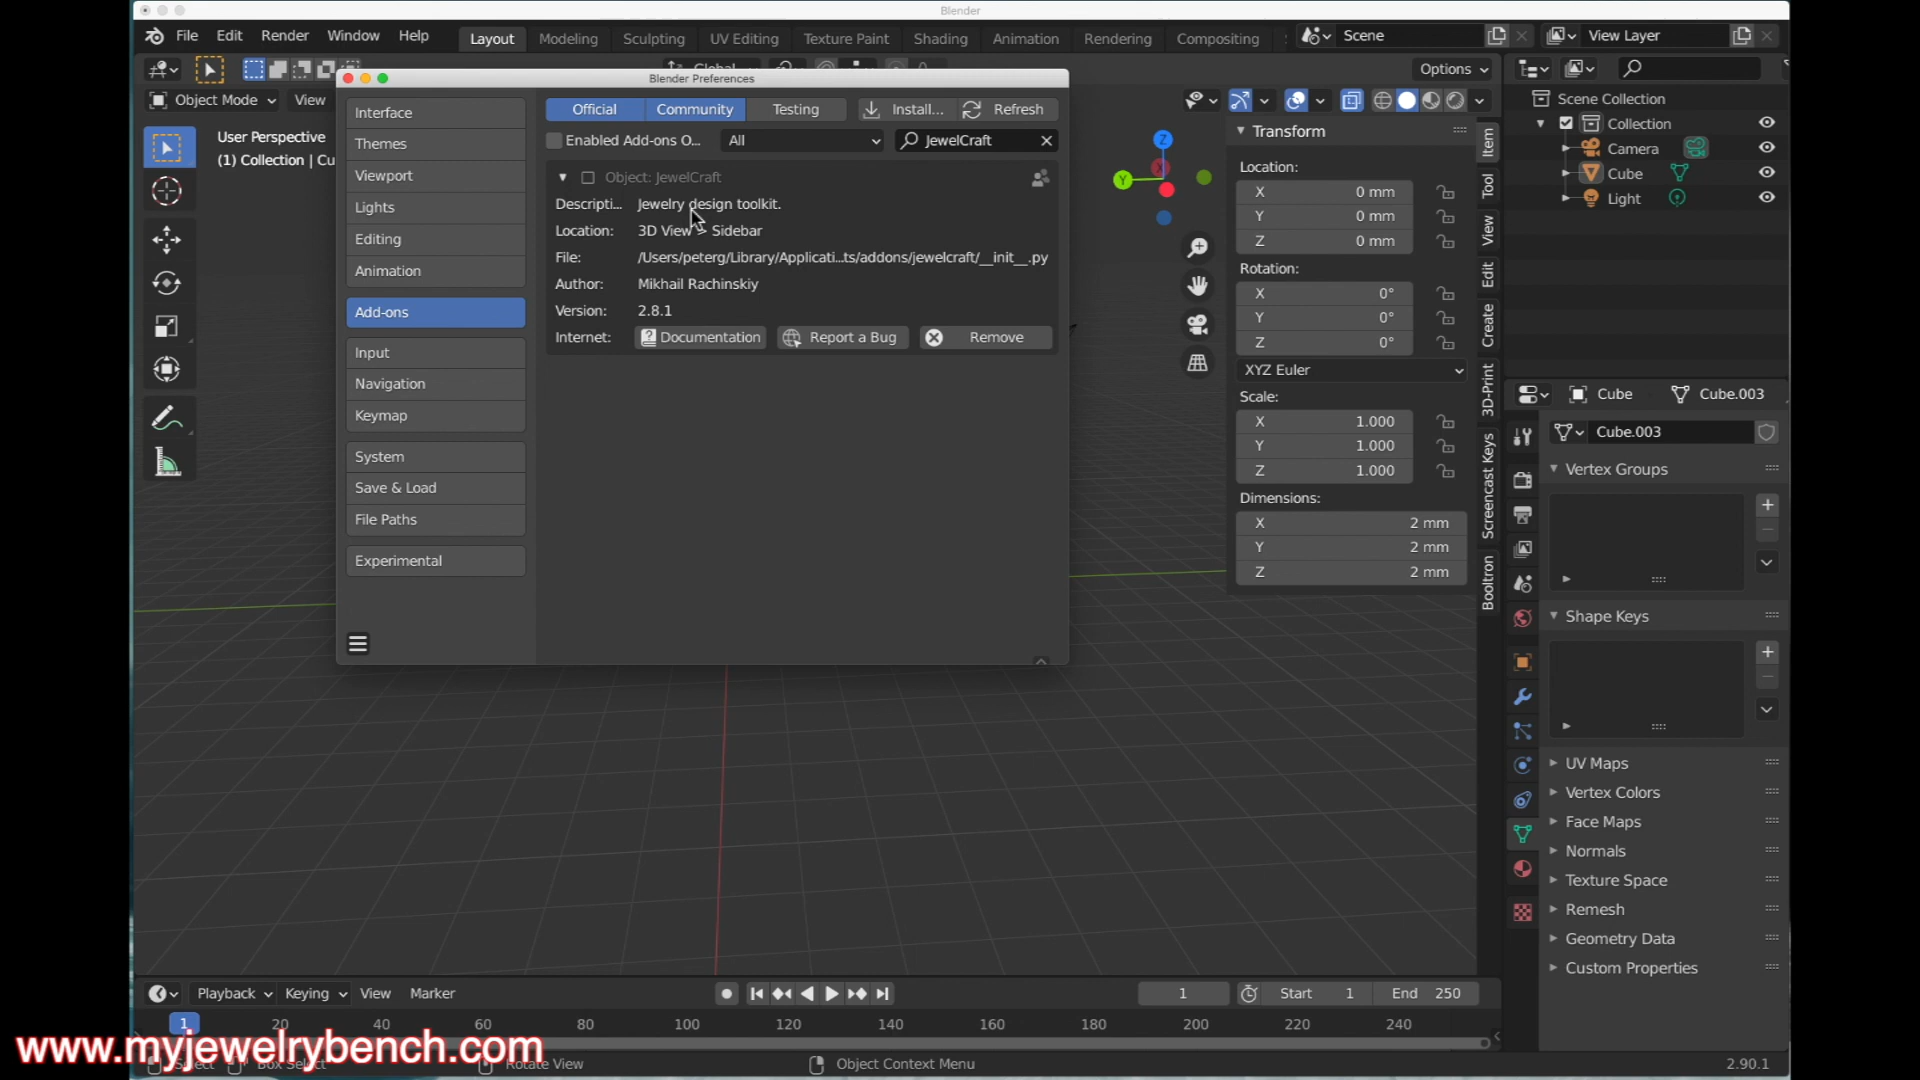 Blender
File Edit Render Window Help Layout Modeling Sculpting UV Editing Texture Paint Shading Animation Rendering Compositing Scene View Layer
Global Options
Object Mode View
User Perspective
(1) Collection | Cu
Blender Preferences
Interface
Themes
Viewport
Lights
Editing
Animation
Add-ons
Input
Navigation
Keymap
System
Save & Load
File Paths
Experimental
Official Community Testing Install... Refresh
Enabled Add-ons O... All JewelCraft
Object: JewelCraft
Descripti... Jewelry design toolkit.
Location: 3D View > Sidebar
File: /Users/peterg/Library/Applicati...ts/addons/jewelcraft/__init__.py
Author: Mikhail Rachinskiy
Version: 2.8.1
Internet: Documentation Report a Bug Remove
Z
Y
Transform
Location:
X 0 mm
Y 0 mm
Z 0 mm
Rotation:
X 0°
Y 0°
Z 0°
XYZ Euler
Scale:
X 1.000
Y 1.000
Z 1.000
Dimensions:
X 2 mm
Y 2 mm
Z 2 mm
Item
Tool
View
Edit
Create
3D-Print
Screencast Keys
Booltron
Scene Collection
Collection
Camera
Cube
Light
Cube Cube.003
Cube.003
Vertex Groups
Shape Keys
UV Maps
Vertex Colors
Face Maps
Normals
Texture Space
Remesh
Geometry Data
Custom Properties
Playback Keying View Marker 1 Start 1 End 250
1 20 40 60 80 100 120 140 160 180 200 220 240
www.myjewelrybench.com
Select Box Select Rotate View Object Context Menu 2.90.1